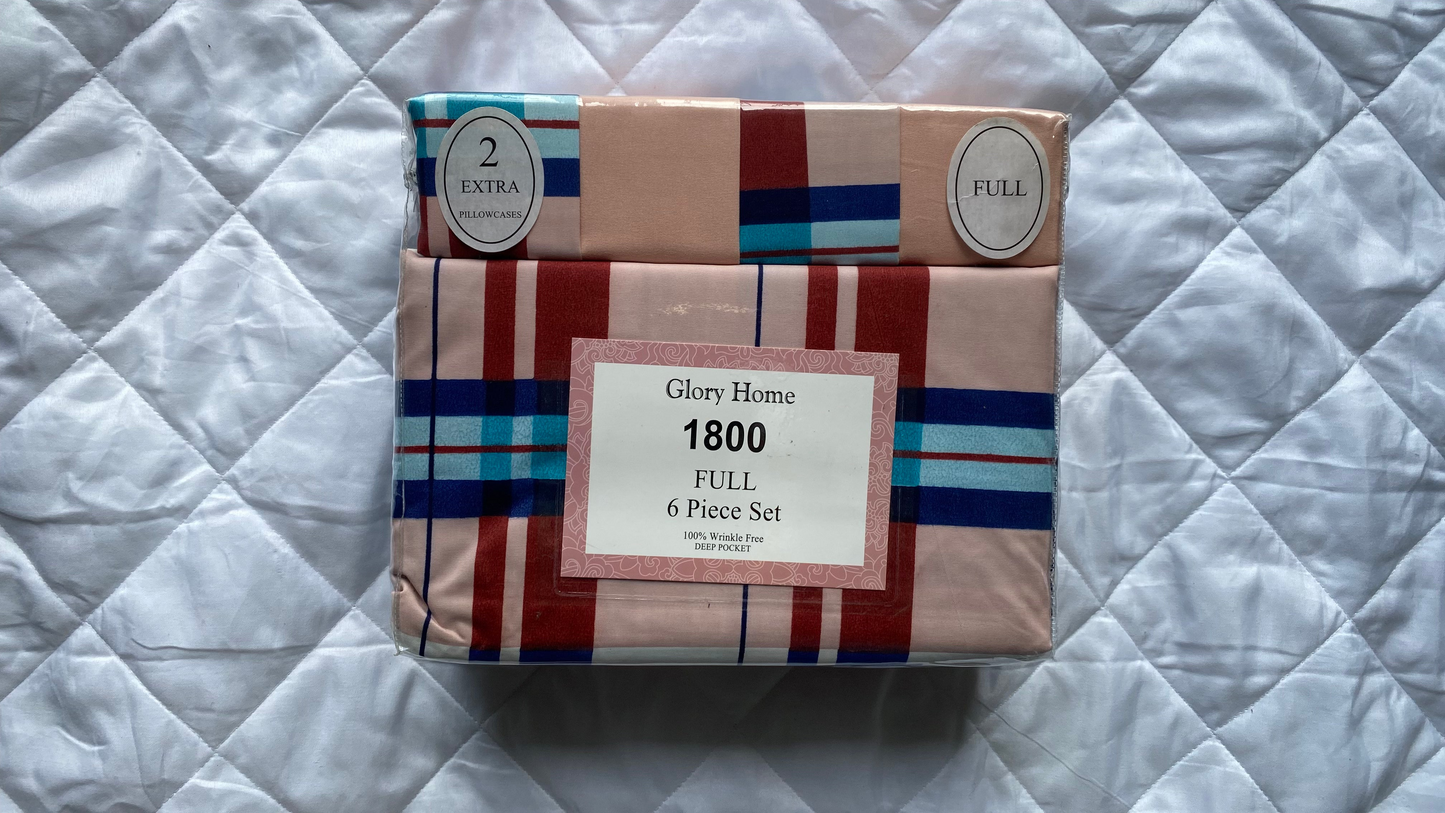 2
EXTRA
PILLOWCASES
FULL
Glory Home
1800
FULL
6 Piece Set
100% Wrinkle Free
DEEP POCKET